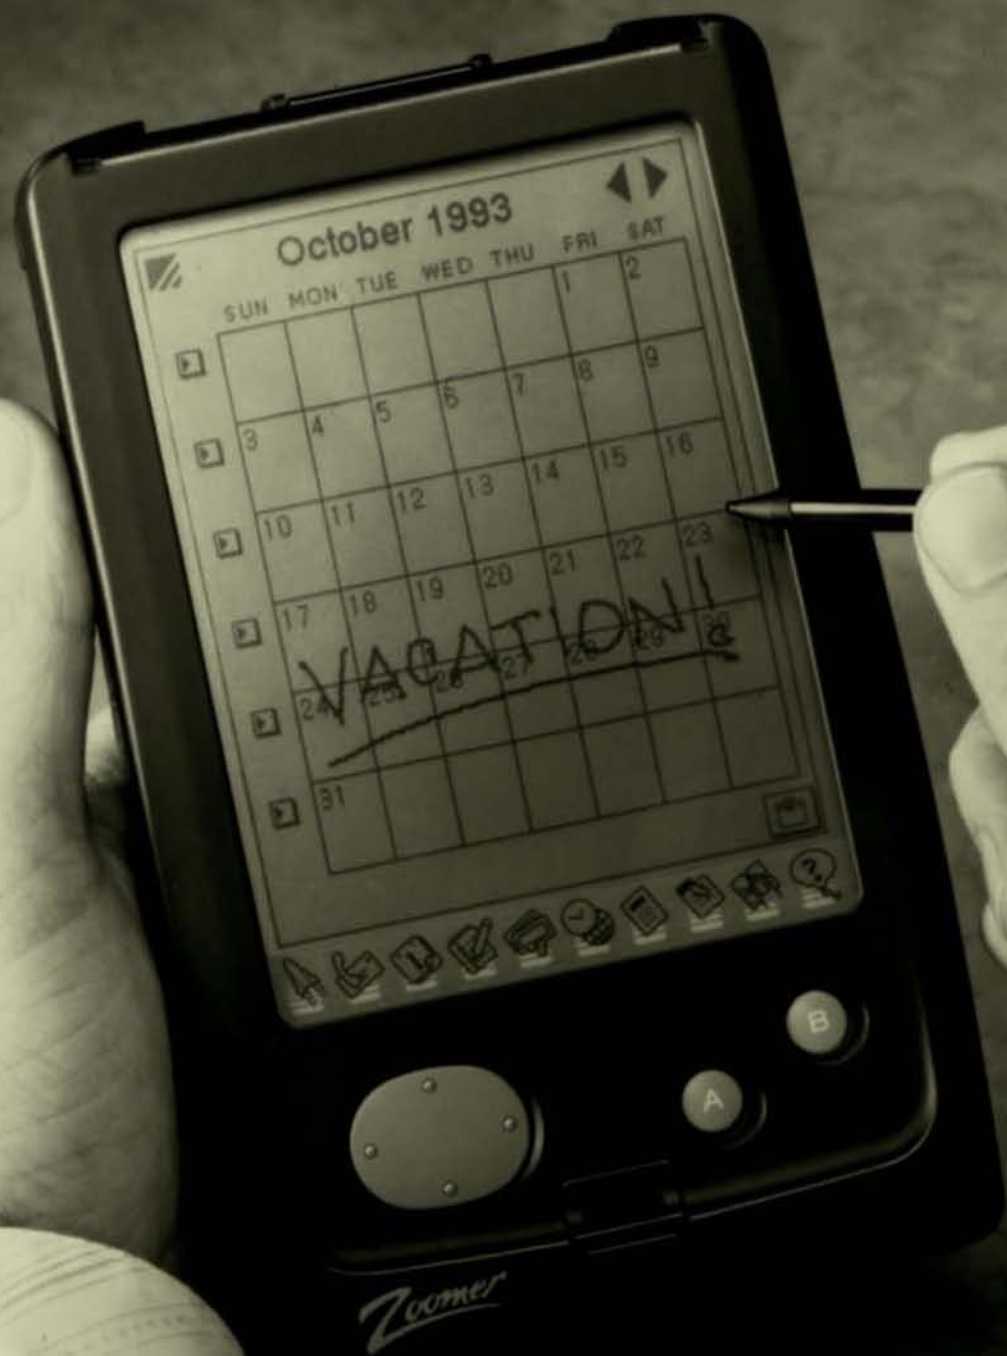 October 1993
SUN MON TUE WED THU FRI SAT
1 2
3 4 5 6 7 8 9
10 11 12 13 14 15 16
17 18 19 20 21 22 23
VACATION!
24 25 26 27 28 29 30
31
1
?
B
A
Zoomer